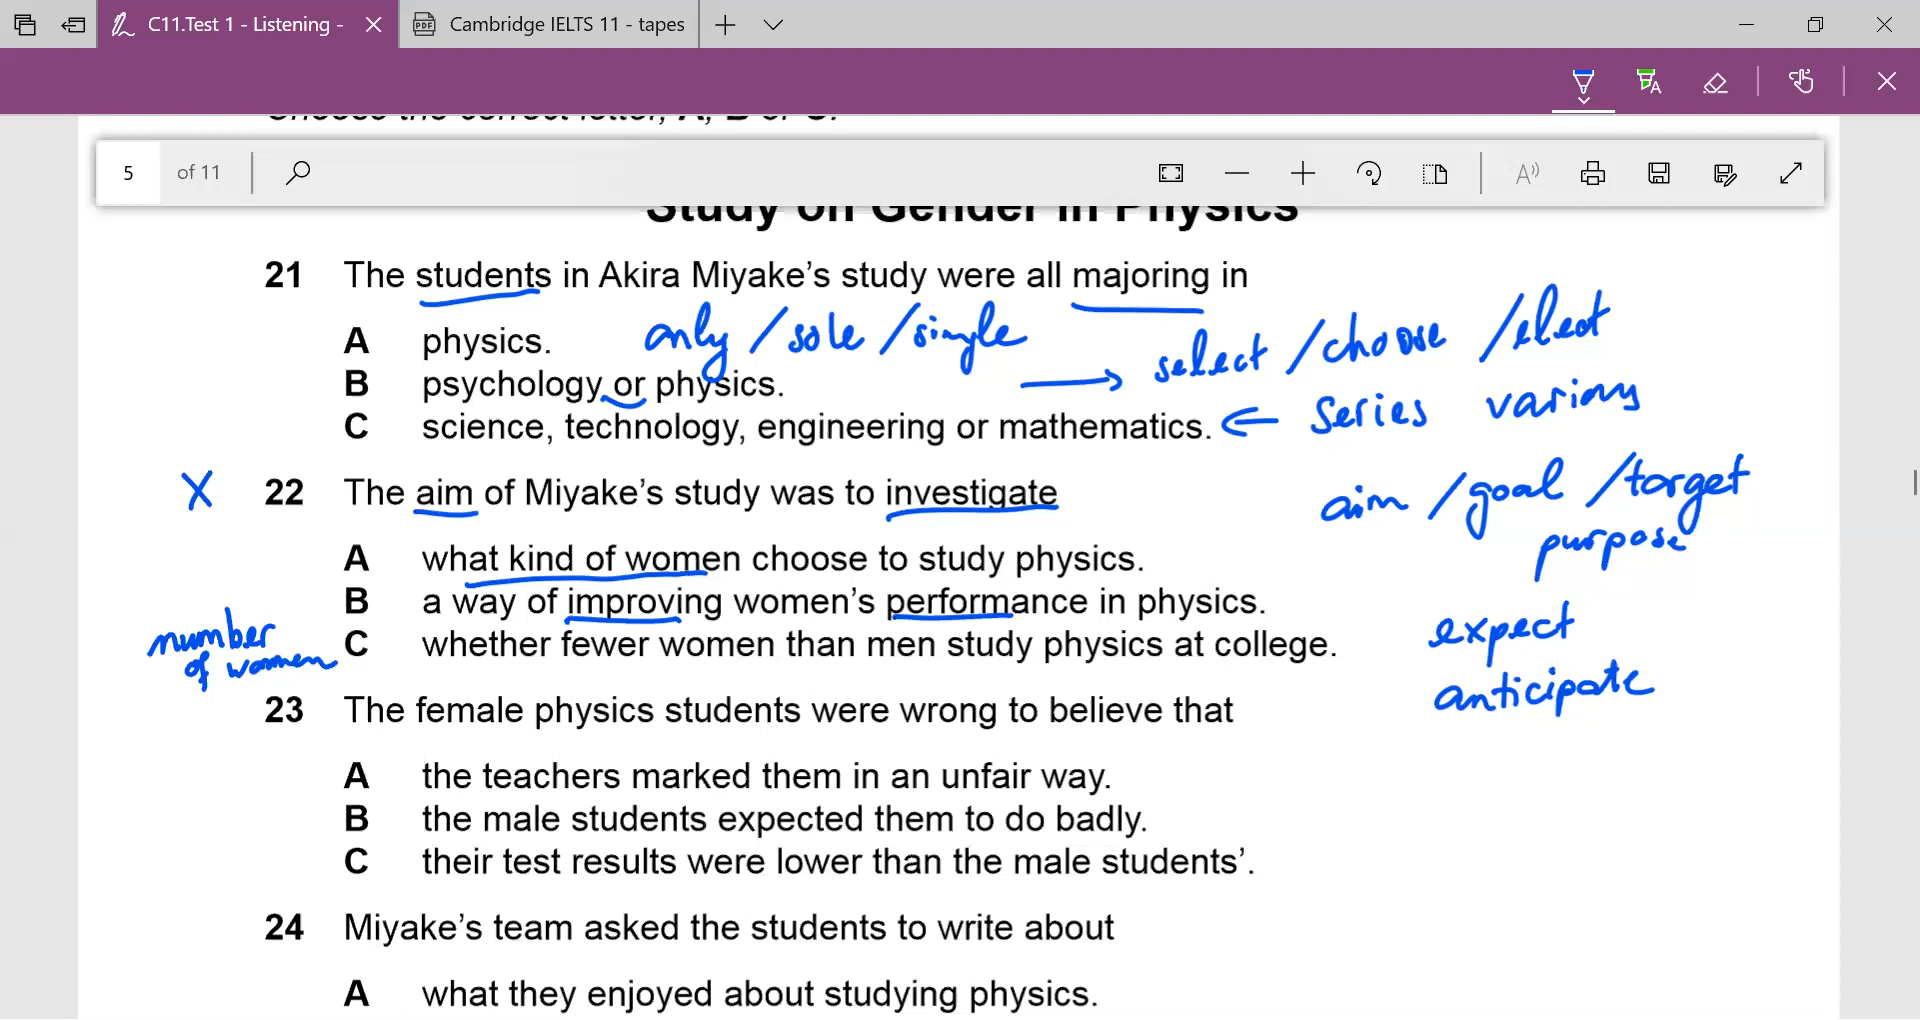 C11.Test 1 - Listening -
Cambridge IELTS 11 - tapes
Choose the correct letter, A, B or C.
5 of 11
Study on Gender in Physics
21 The students in Akira Miyake's study were all majoring in
A physics.
only / sole / single
select / choose / elect
B psychology or physics.
C science, technology, engineering or mathematics.
series various
22 The aim of Miyake's study was to investigate
X
aim / goal / target
purpose
A what kind of women choose to study physics.
B a way of improving women's performance in physics.
C whether fewer women than men study physics at college.
number
of women
expect
anticipate
23 The female physics students were wrong to believe that
A the teachers marked them in an unfair way.
B the male students expected them to do badly.
C their test results were lower than the male students'.
24 Miyake's team asked the students to write about
A what they enjoyed about studying physics.